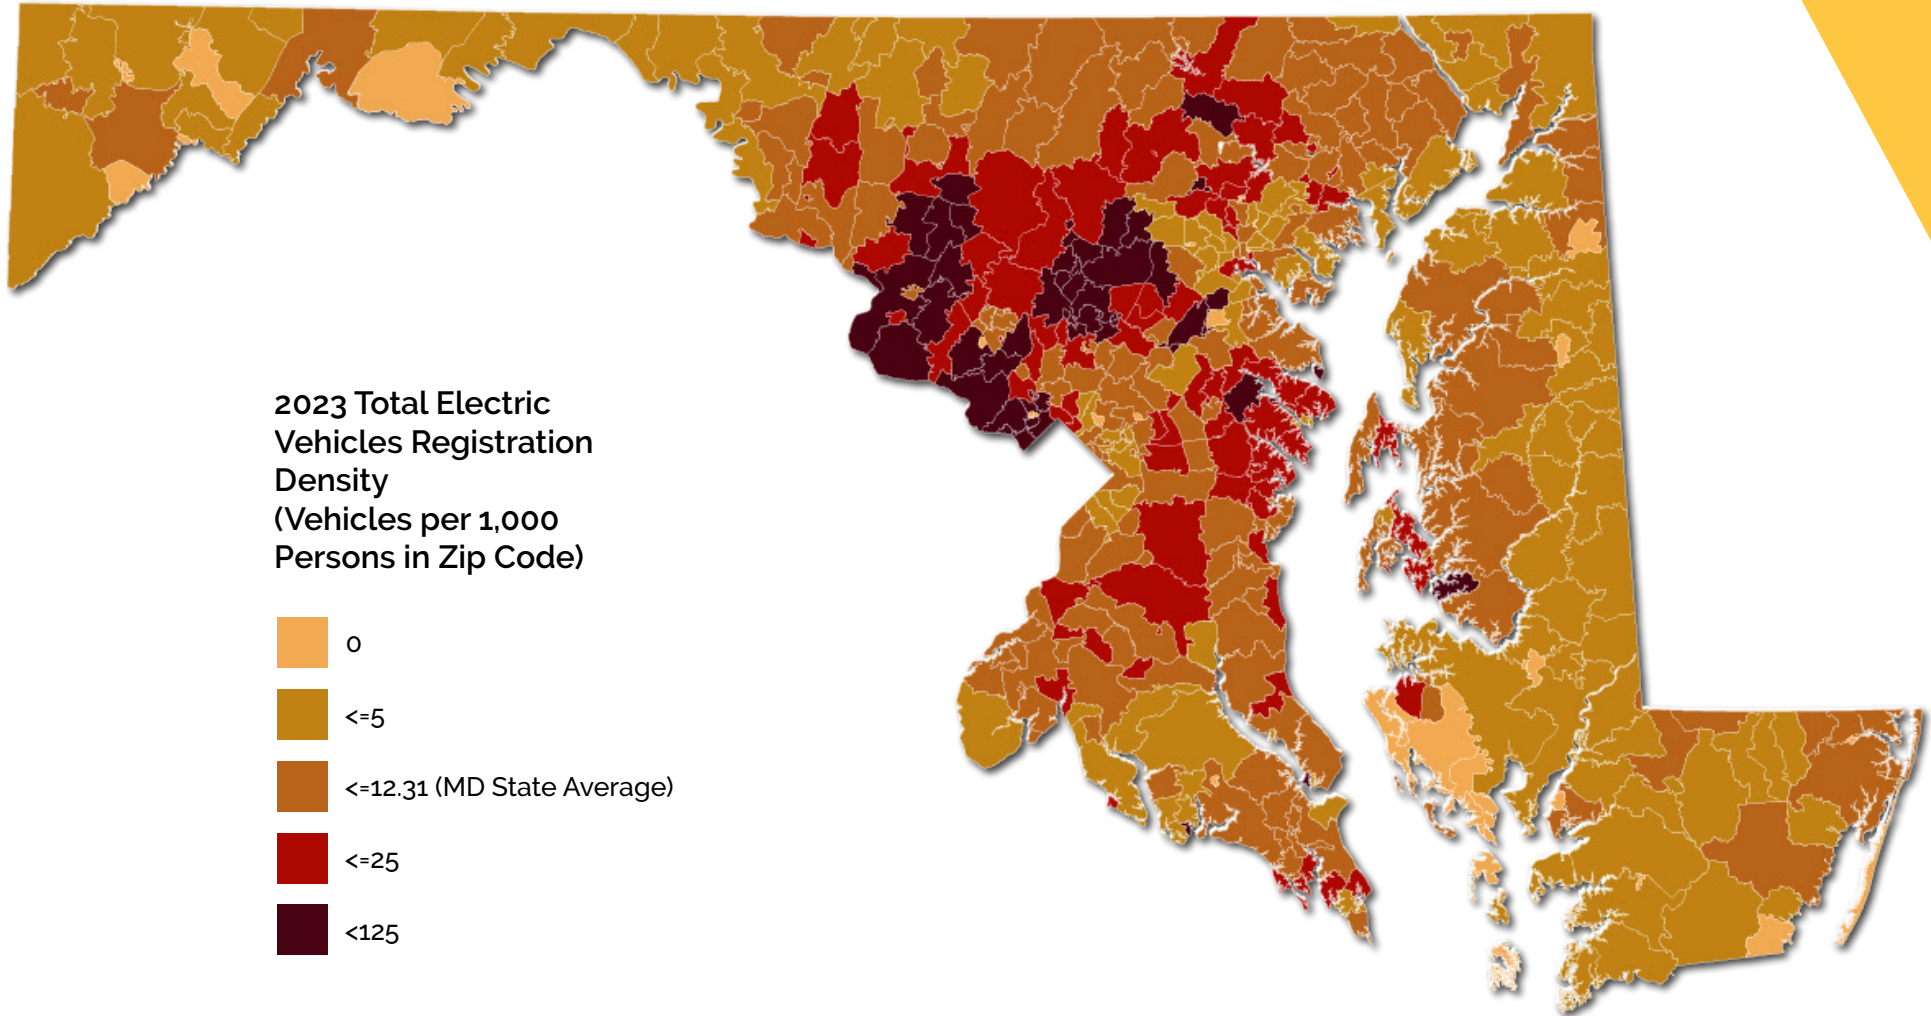 2023 Total Electric
Vehicles Registration
Density
(Vehicles per 1,000
Persons in Zip Code)
0
<=5
<=12.31 (MD State Average)
<=25
<125